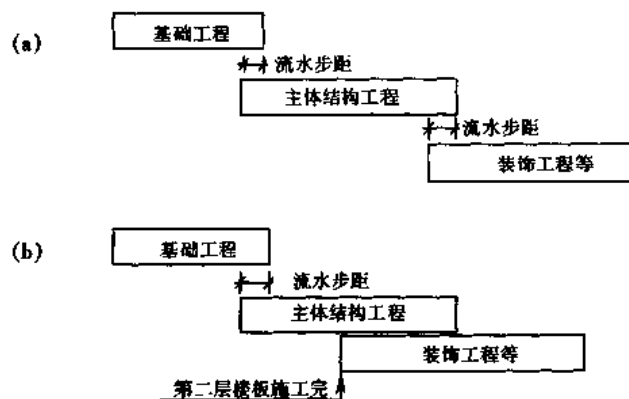 (a)
基础工程
流水步距
主体结构工程
流水步距
装饰工程等
(b)
基础工程
流水步距
主体结构工程
装饰工程等
第二层楼板施工完